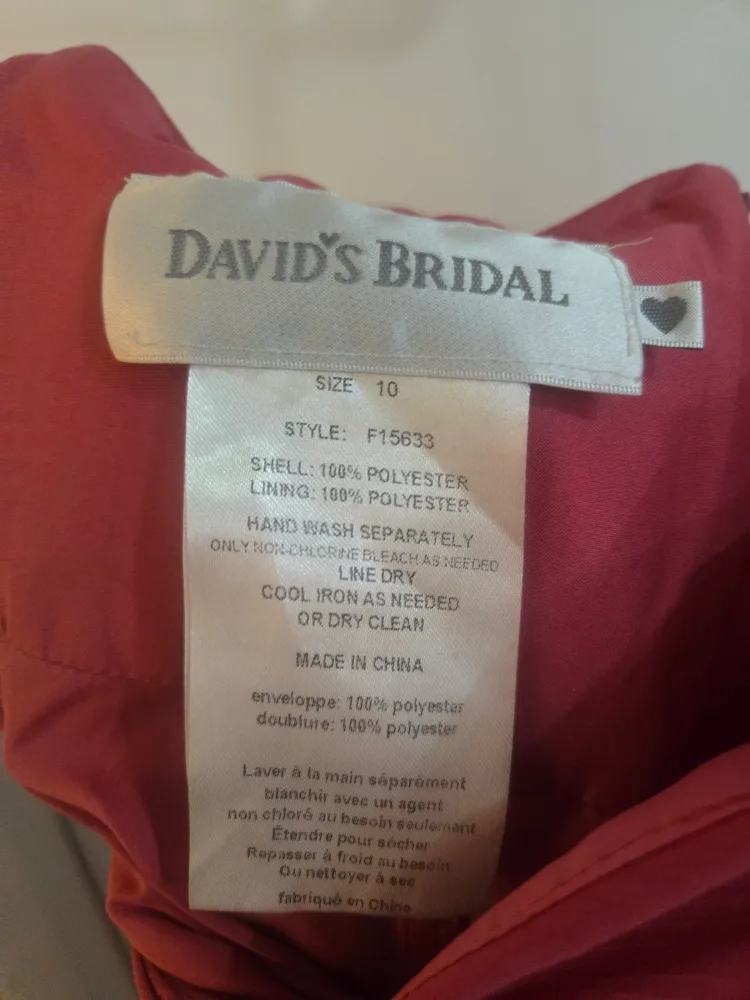 DAVID'S BRIDAL
SIZE 10
STYLE: F15633
SHELL: 100% POLYESTER
LINING: 100% POLYESTER
HAND WASH SEPARATELY
ONLY NON-CHLORINE BLEACH AS NEEDED
LINE DRY
COOL IRON AS NEEDED
OR DRY CLEAN
MADE IN CHINA
enveloppe: 100% polyester
doublure: 100% polyester
Laver à la main séparément
blanchir avec un agent
non chloré au besoin seulement
Étendre pour sécher
Repasser à froid au besoin
Ou nettoyer à sec
fabriqué en Chine